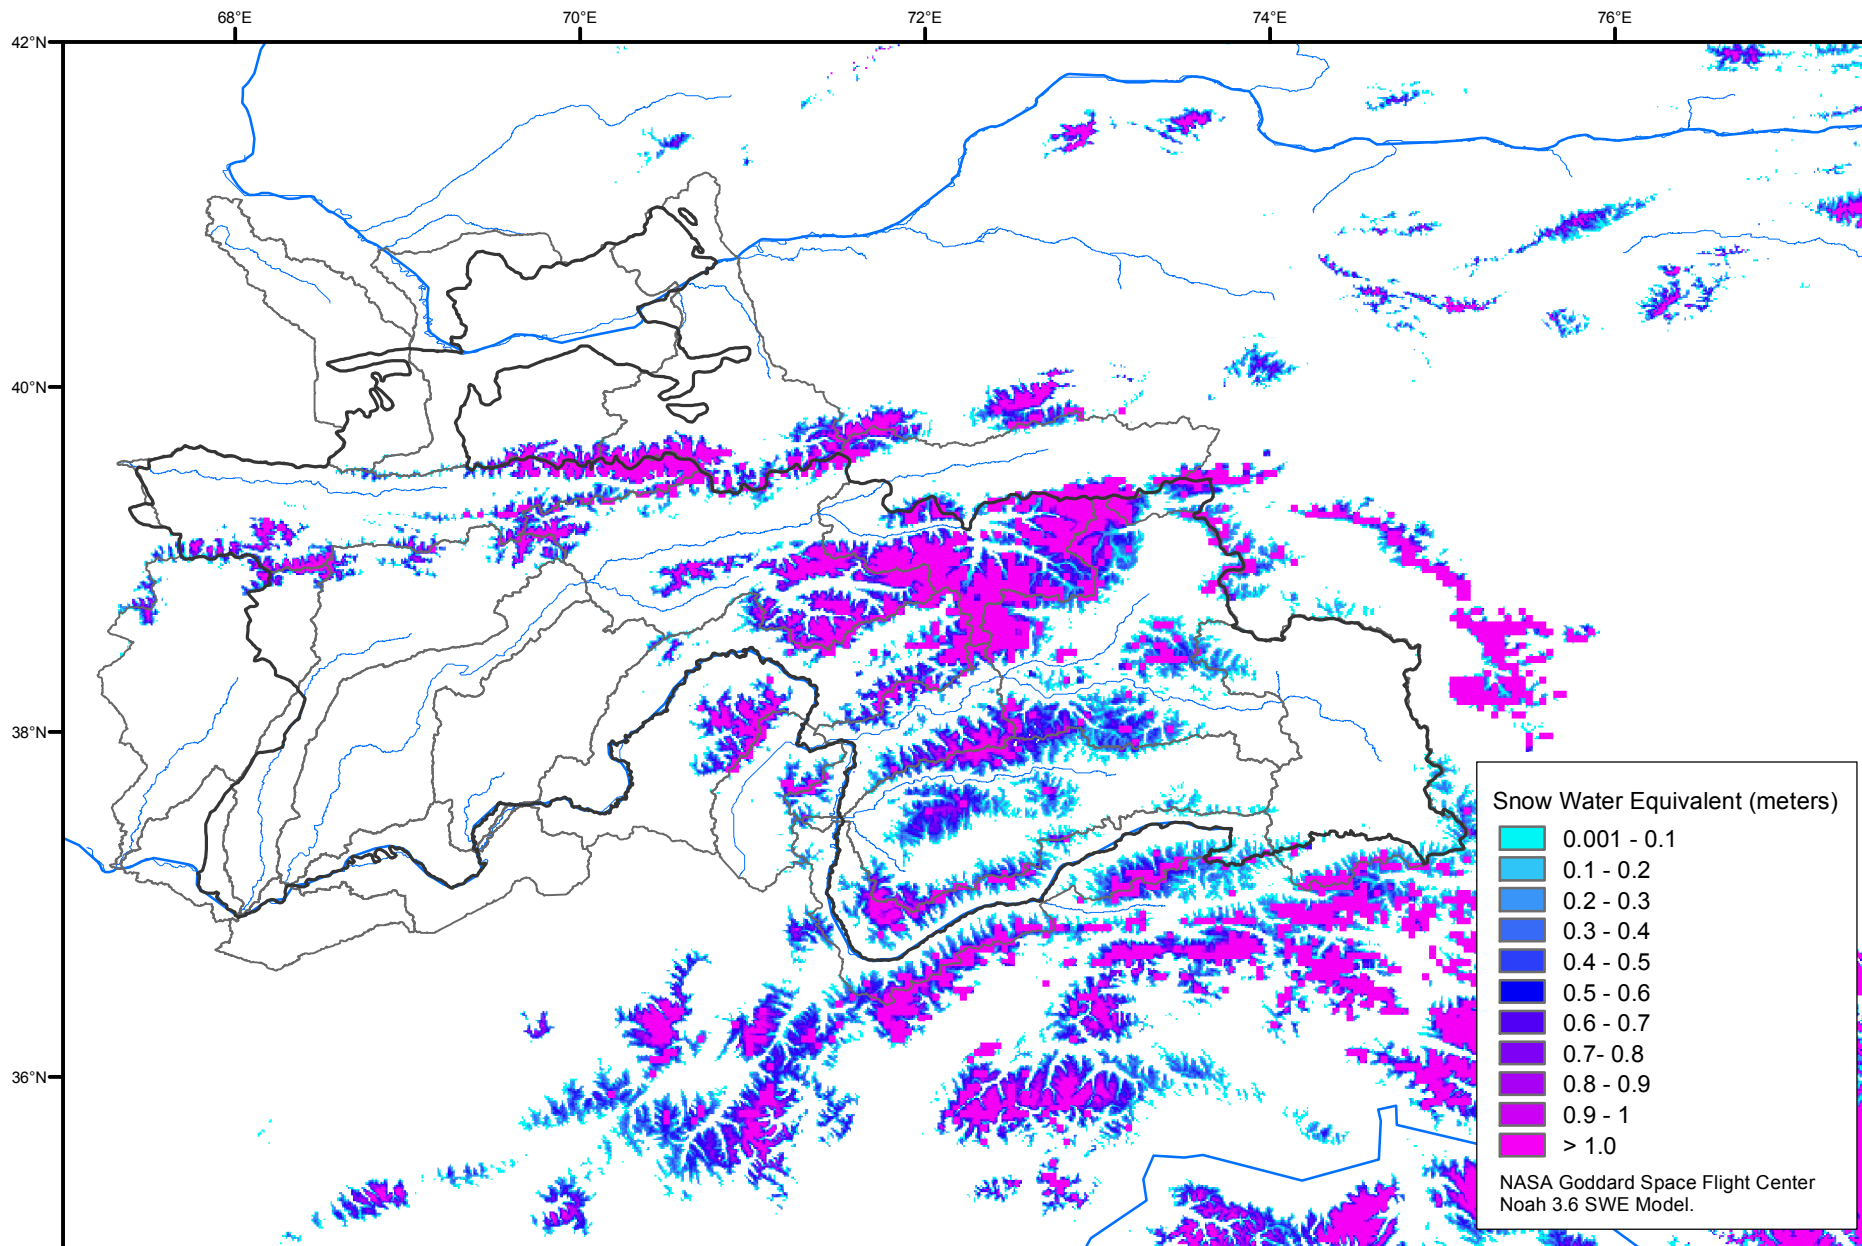 68°E 70°E 72°E 74°E 76°E
42°N
40°N
38°N
36°N
Snow Water Equivalent (meters)
0.001 - 0.1
0.1 - 0.2
0.2 - 0.3
0.3 - 0.4
0.4 - 0.5
0.5 - 0.6
0.6 - 0.7
0.7- 0.8
0.8 - 0.9
0.9 - 1
> 1.0
NASA Goddard Space Flight Center
Noah 3.6 SWE Model.